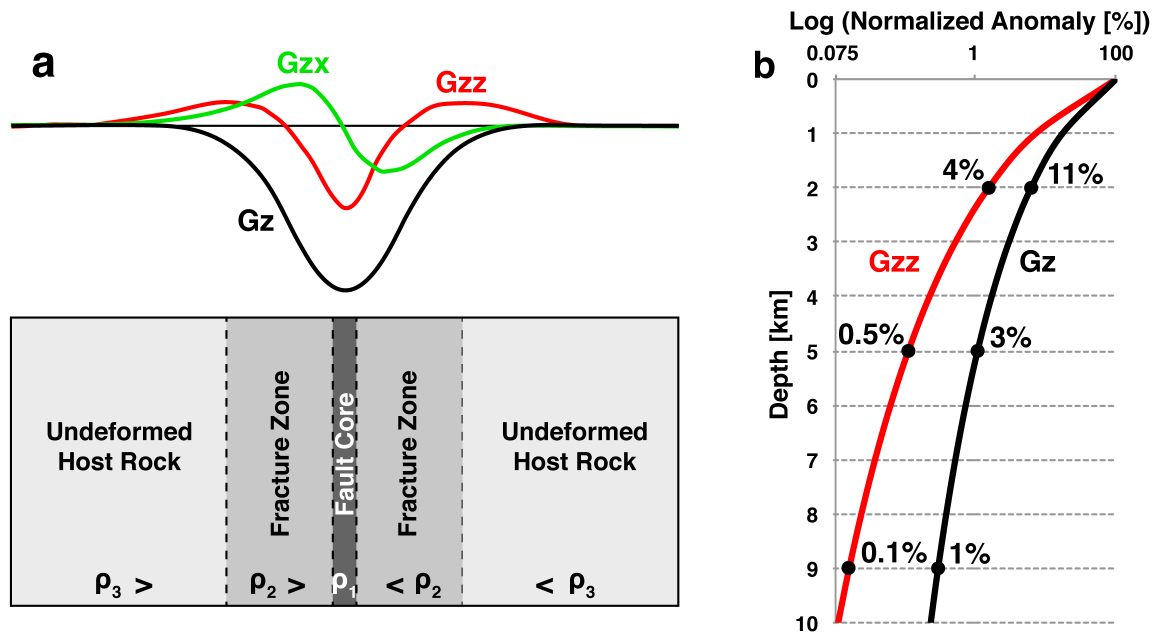 a
Gzx
Gzz
Gz
Undeformed
Host Rock
Fracture Zone
Fault Core
Fracture Zone
Undeformed
Host Rock
ρ3 >
ρ2 >
ρ1
< ρ2
< ρ3
b
Log (Normalized Anomaly [%])
0.075 1 100
Depth [km]
0
1
2
3
4
5
6
7
8
9
10
4%
11%
Gzz
Gz
0.5%
3%
0.1%
1%